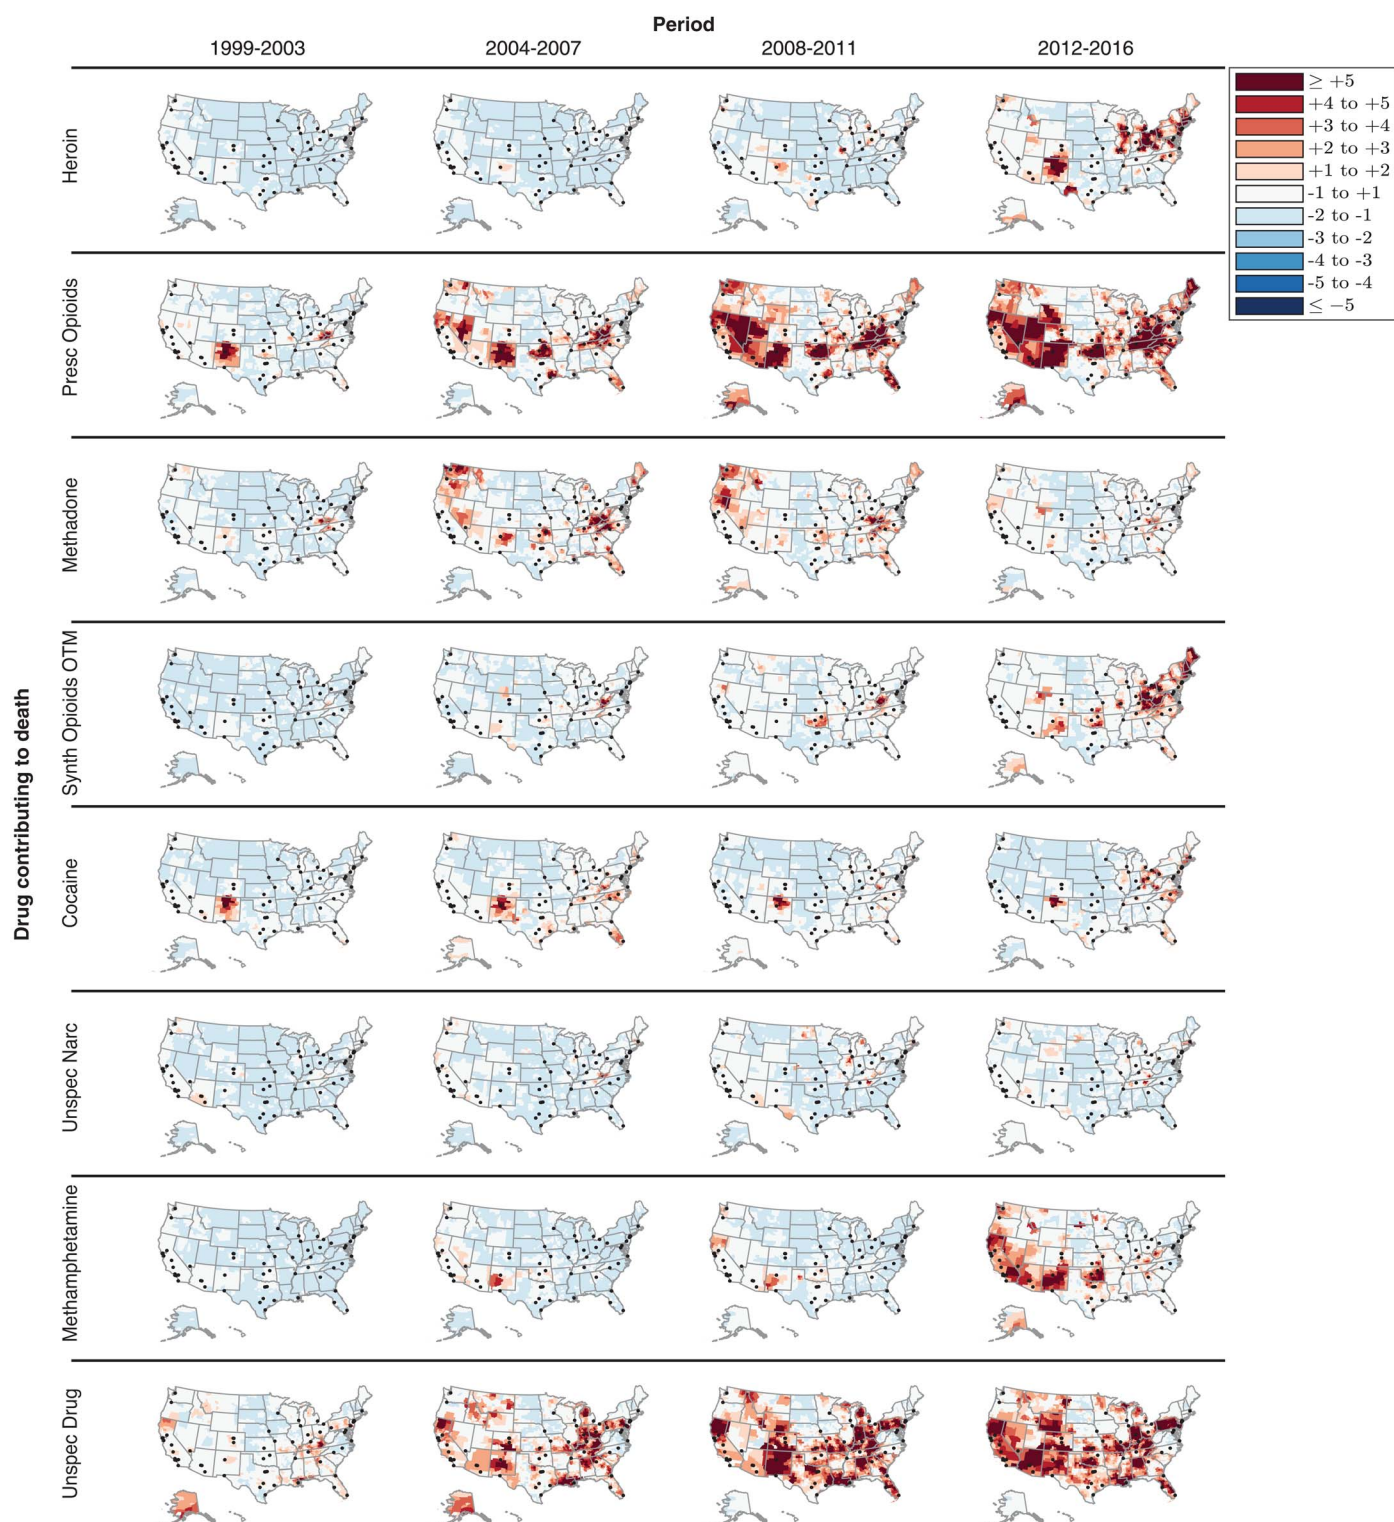 Period
1999-2003
2004-2007
2008-2011
2012-2016
≥ +5
+4 to +5
+3 to +4
+2 to +3
+1 to +2
-1 to +1
-2 to -1
-3 to -2
-4 to -3
-5 to -4
≤ −5
Drug contributing to death
Heroin
Presc Opioids
Methadone
Synth Opioids OTM
Cocaine
Unspec Narc
Methamphetamine
Unspec Drug